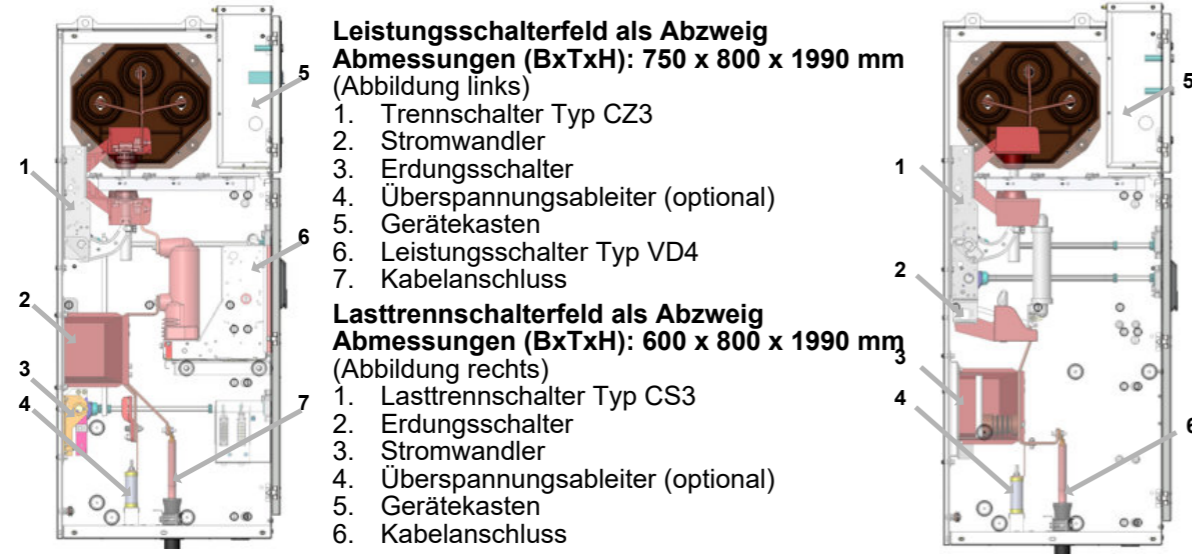 Leistungsschalterfeld als Abzweig
Abmessungen (BxTxH): 750 x 800 x 1990 mm
(Abbildung links)
1. Trennschalter Typ CZ3
2. Stromwandler
3. Erdungsschalter
4. Überspannungsableiter (optional)
5. Gerätekasten
6. Leistungsschalter Typ VD4
7. Kabelanschluss
Lasttrennschalterfeld als Abzweig
Abmessungen (BxTxH): 600 x 800 x 1990 mm
(Abbildung rechts)
1. Lasttrennschalter Typ CS3
2. Erdungsschalter
3. Stromwandler
4. Überspannungsableiter (optional)
5. Gerätekasten
6. Kabelanschluss
5
1
6
2
3
4
7
5
1
2
3
4
6